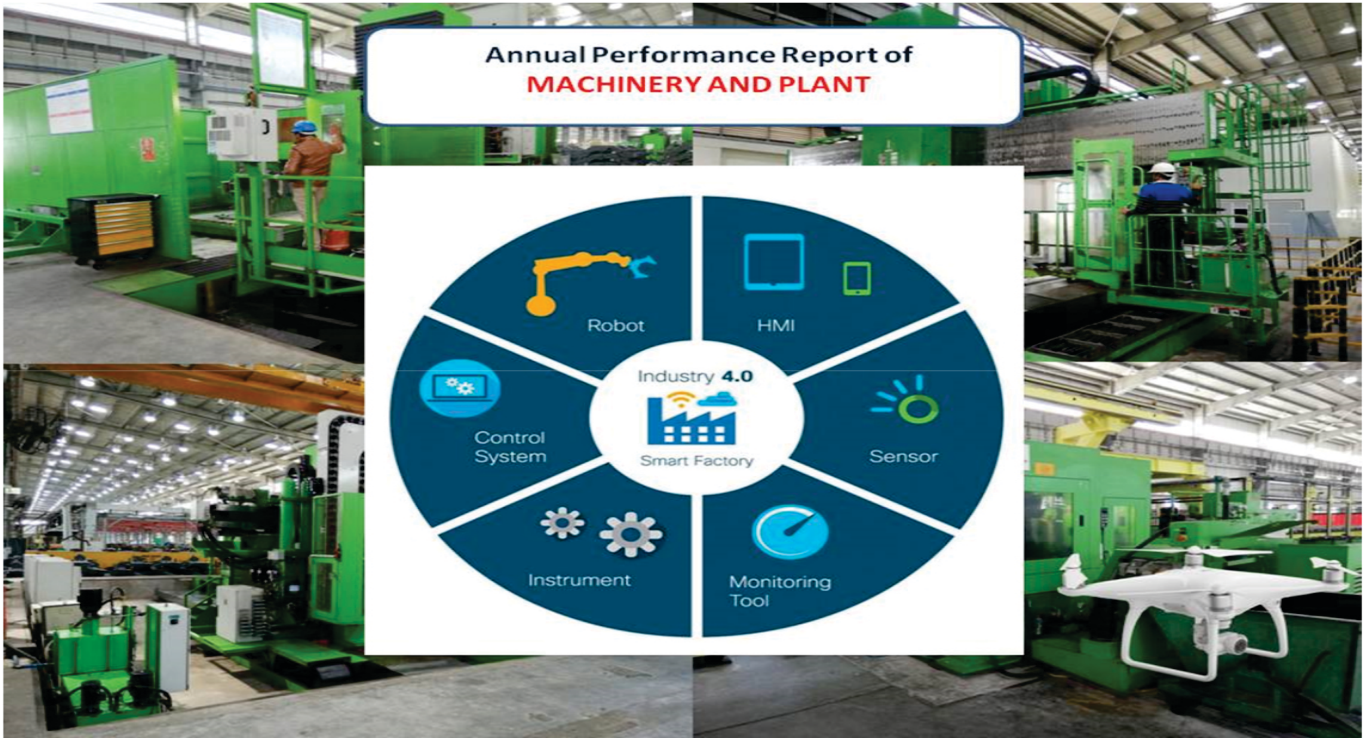 Annual Performance Report of
MACHINERY AND PLANT
Robot
HMI
Industry 4.0
Smart Factory
Control
System
Sensor
Instrument
Monitoring
Tool